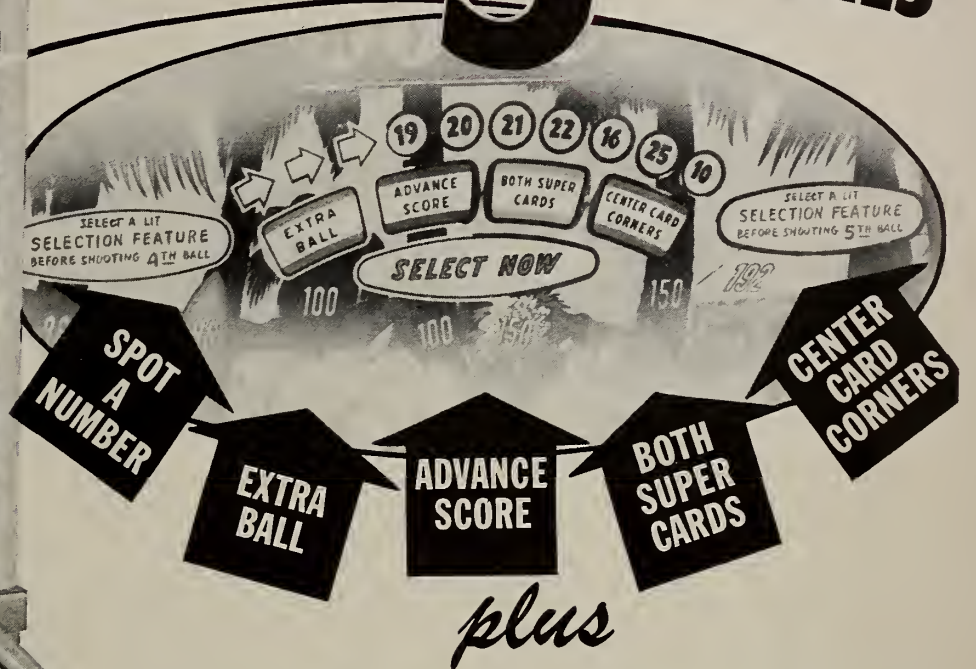 5
19 20 21 22 16 25 10
EXTRA
BALL
ADVANCE
SCORE
BOTH SUPER
CARDS
CENTER CARD
CORNERS
SELECT A LIT
SELECTION FEATURE
BEFORE SHOOTING 4TH BALL
SELECT NOW
SELECT A LIT
SELECTION FEATURE
BEFORE SHOOTING 5TH BALL
100
100
150
150
192
SPOT
A
NUMBER
EXTRA
BALL
ADVANCE
SCORE
BOTH
SUPER
CARDS
CENTER
CARD
CORNERS
plus